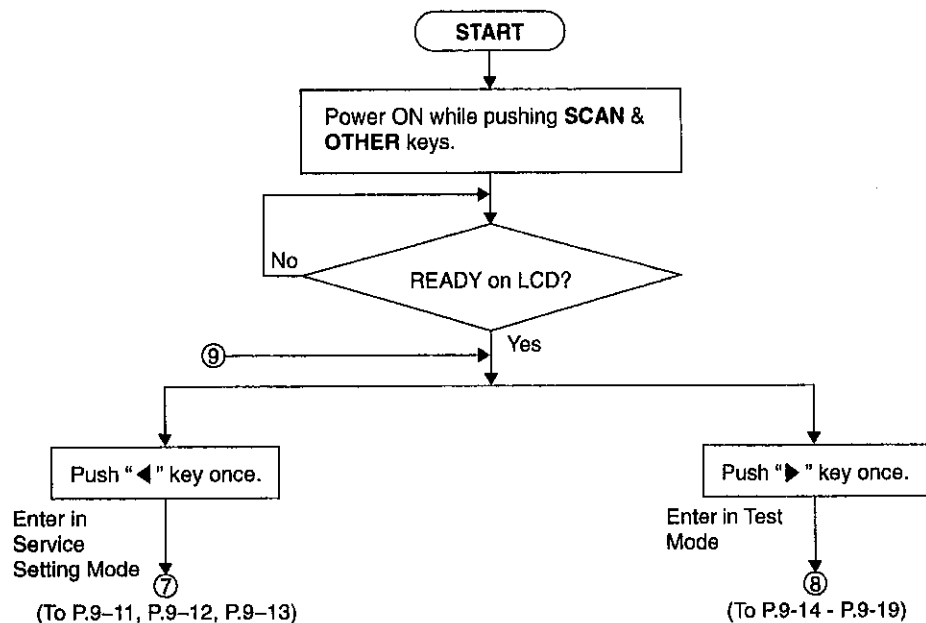 START
Power ON while pushing SCAN &
OTHER keys.
No
READY on LCD?
Yes
⑨
Push "◀" key once.
Push "▶" key once.
Enter in
Service
Setting Mode
Enter in Test
Mode
⑦
⑧
(To P.9–11, P.9–12, P.9–13)
(To P.9-14 - P.9-19)